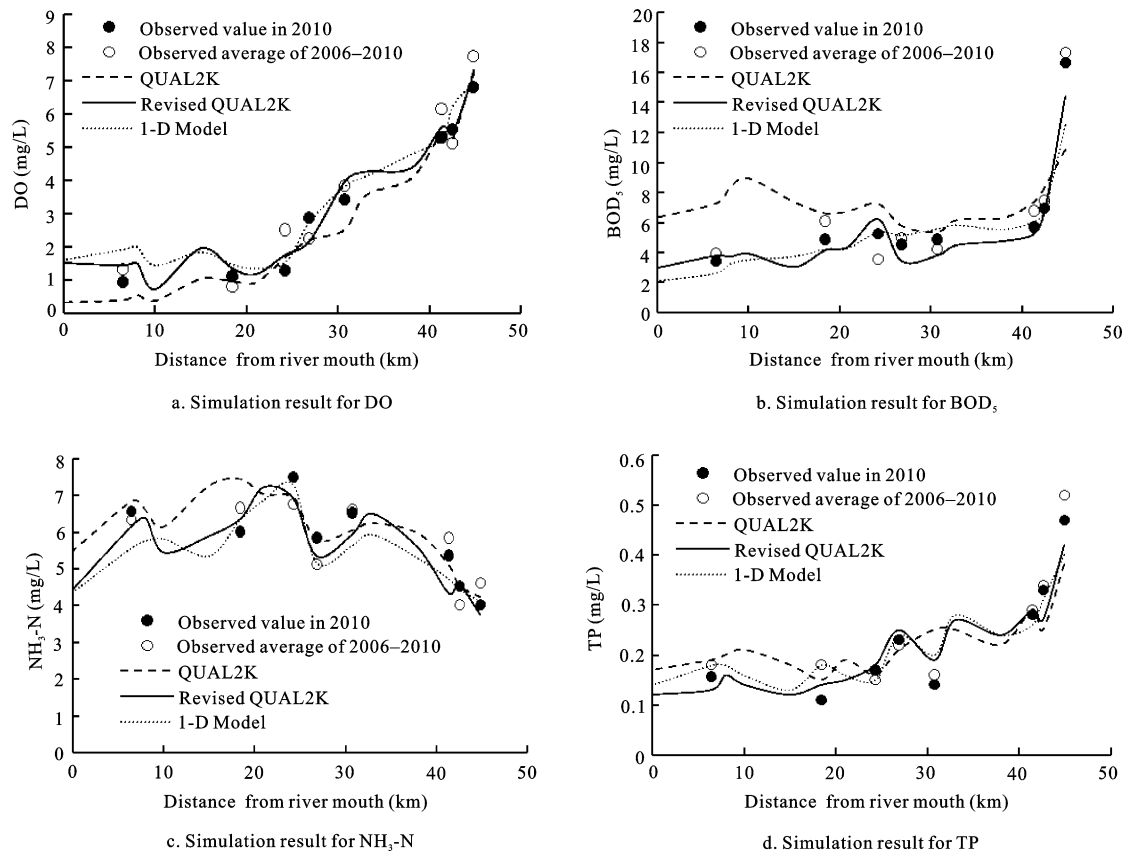 9
8
7
6
5
4
3
2
1
0
DO (mg/L)
Observed value in 2010
Observed average of 2006–2010
QUAL2K
Revised QUAL2K
1-D Model
0 10 20 30 40 50
Distance from river mouth (km)
a. Simulation result for DO
20
18
16
14
12
10
8
6
4
2
0
BOD₅ (mg/L)
Observed value in 2010
Observed average of 2006–2010
QUAL2K
Revised QUAL2K
1-D Model
0 10 20 30 40 50
Distance from river mouth (km)
b. Simulation result for BOD₅
8
7
6
5
4
3
2
1
0
NH₃-N (mg/L)
Observed value in 2010
Observed average of 2006–2010
QUAL2K
Revised QUAL2K
1-D Model
0 10 20 30 40 50
Distance from river mouth (km)
c. Simulation result for NH₃-N
0.6
0.5
0.4
0.3
0.2
0.1
0
TP (mg/L)
Observed value in 2010
Observed average of 2006–2010
QUAL2K
Revised QUAL2K
1-D Model
0 10 20 30 40 50
Distance from river mouth (km)
d. Simulation result for TP